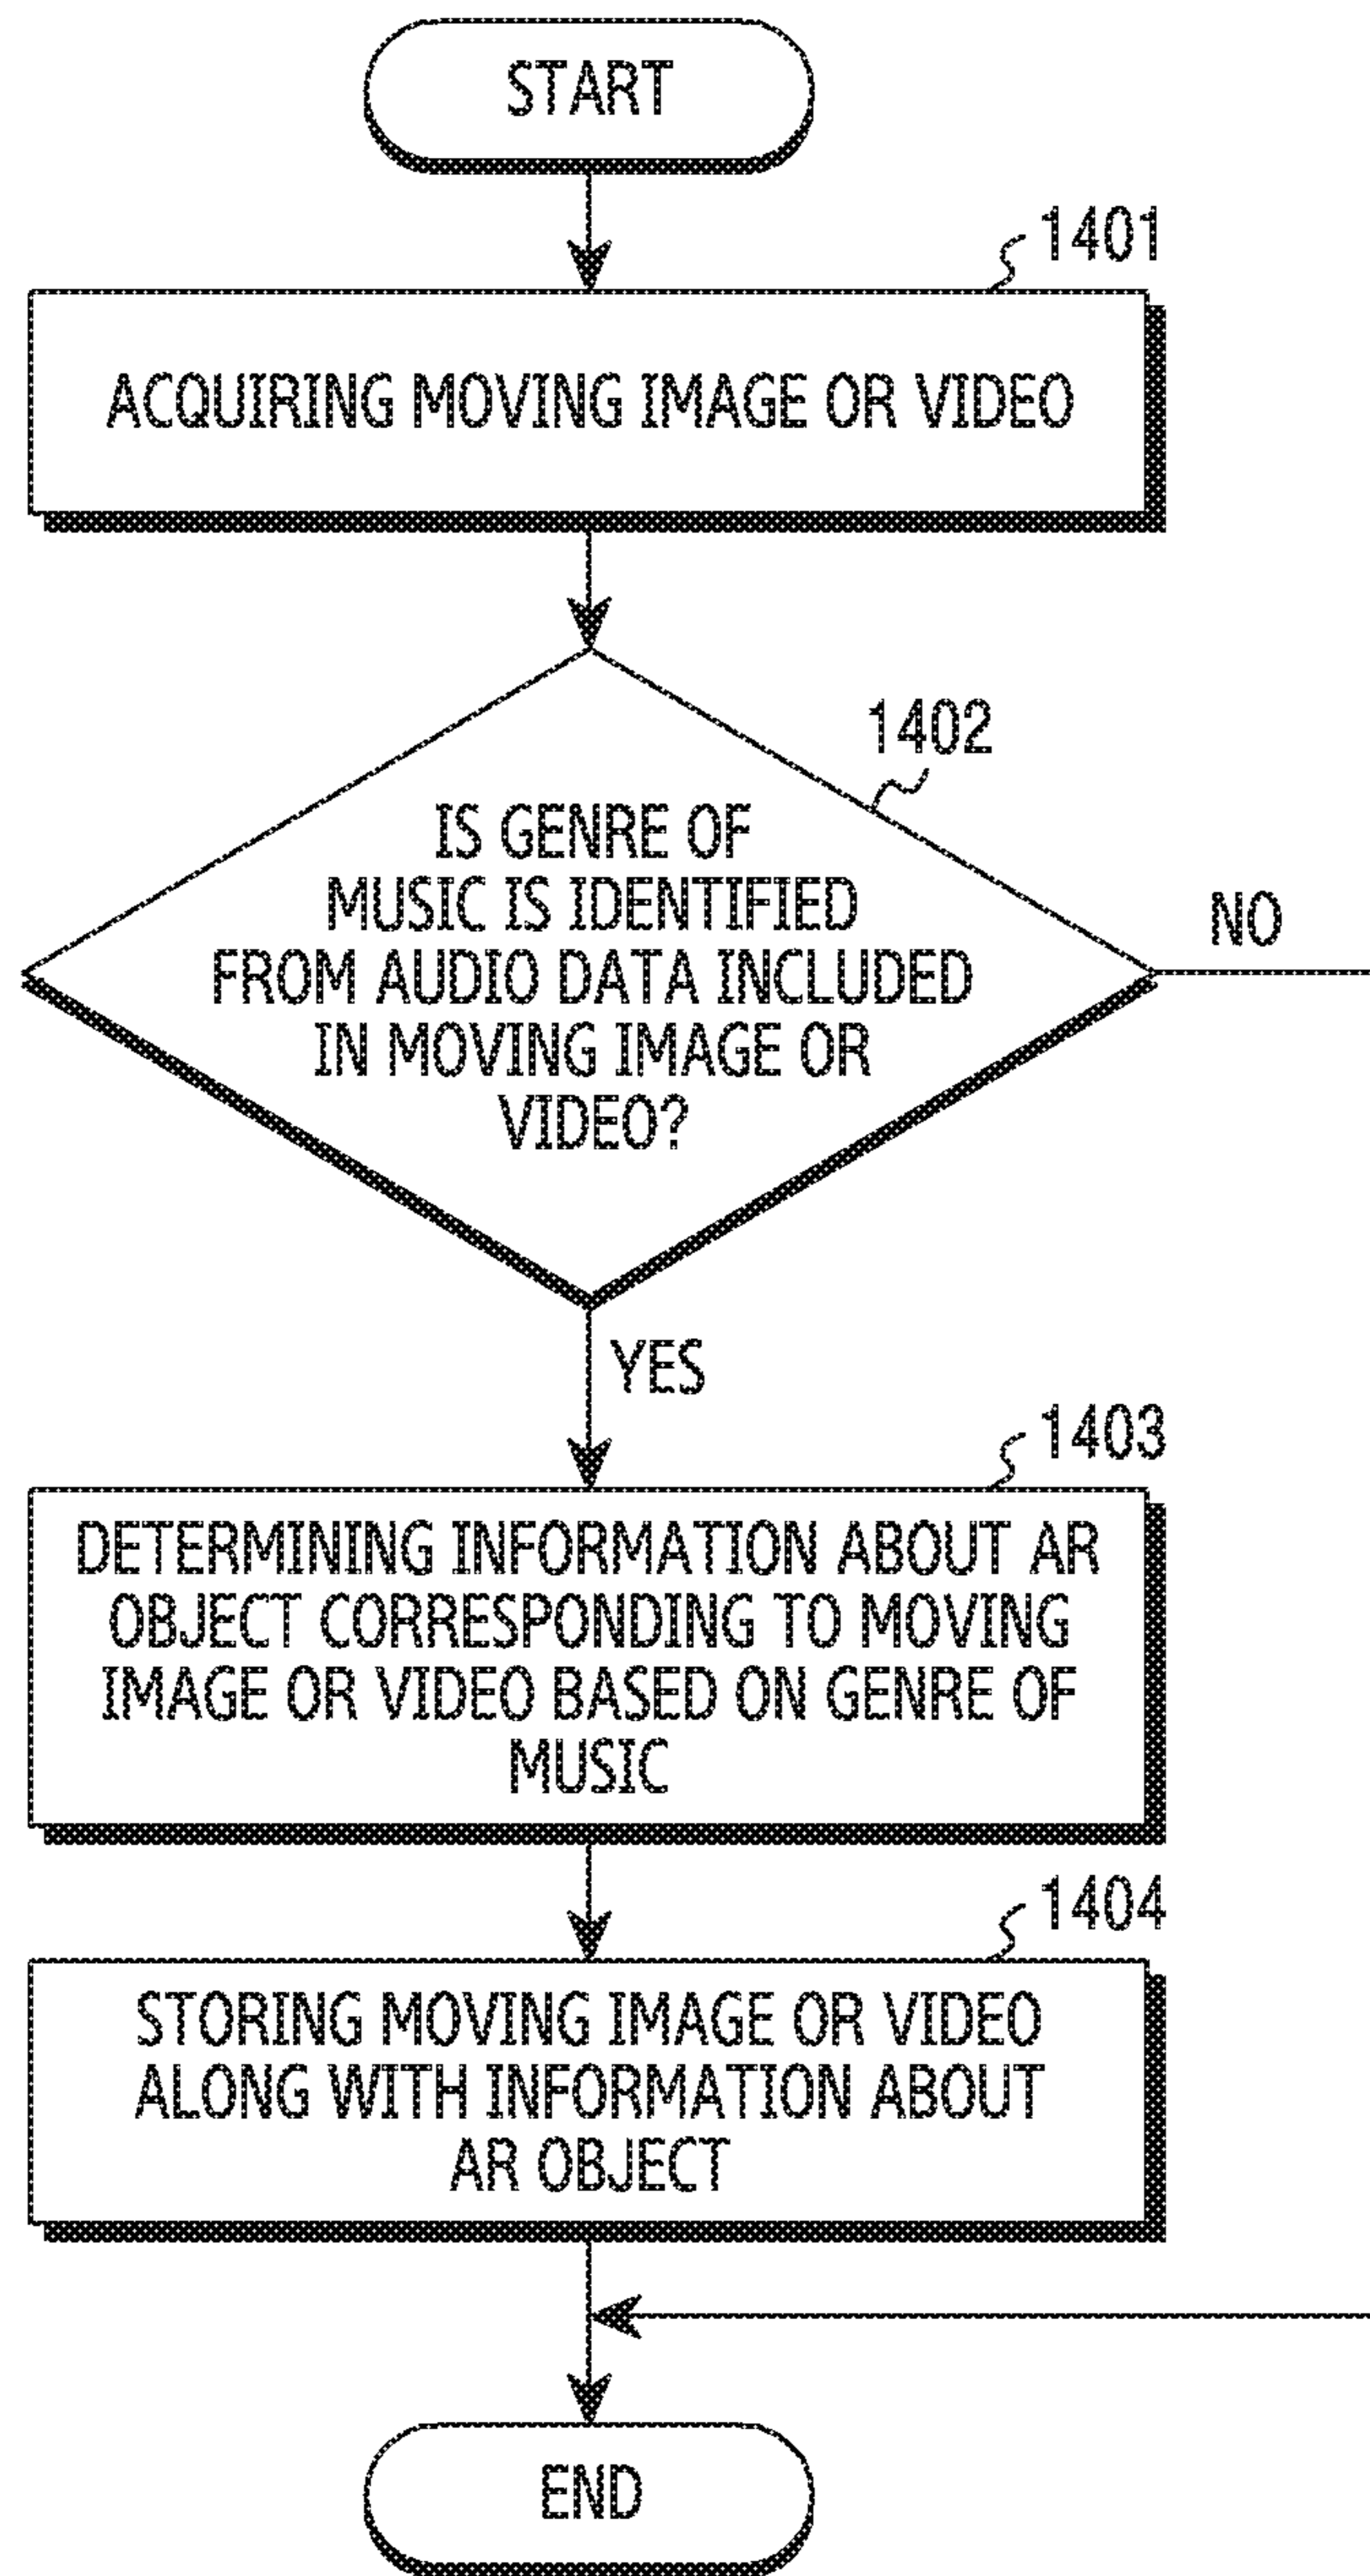 START
1401
ACQUIRING MOVING IMAGE OR VIDEO
1402
IS GENRE OF
MUSIC IS IDENTIFIED
FROM AUDIO DATA INCLUDED
IN MOVING IMAGE OR
VIDEO?
NO
YES
1403
DETERMINING INFORMATION ABOUT AR
OBJECT CORRESPONDING TO MOVING
IMAGE OR VIDEO BASED ON GENRE OF
MUSIC
1404
STORING MOVING IMAGE OR VIDEO
ALONG WITH INFORMATION ABOUT
AR OBJECT
END